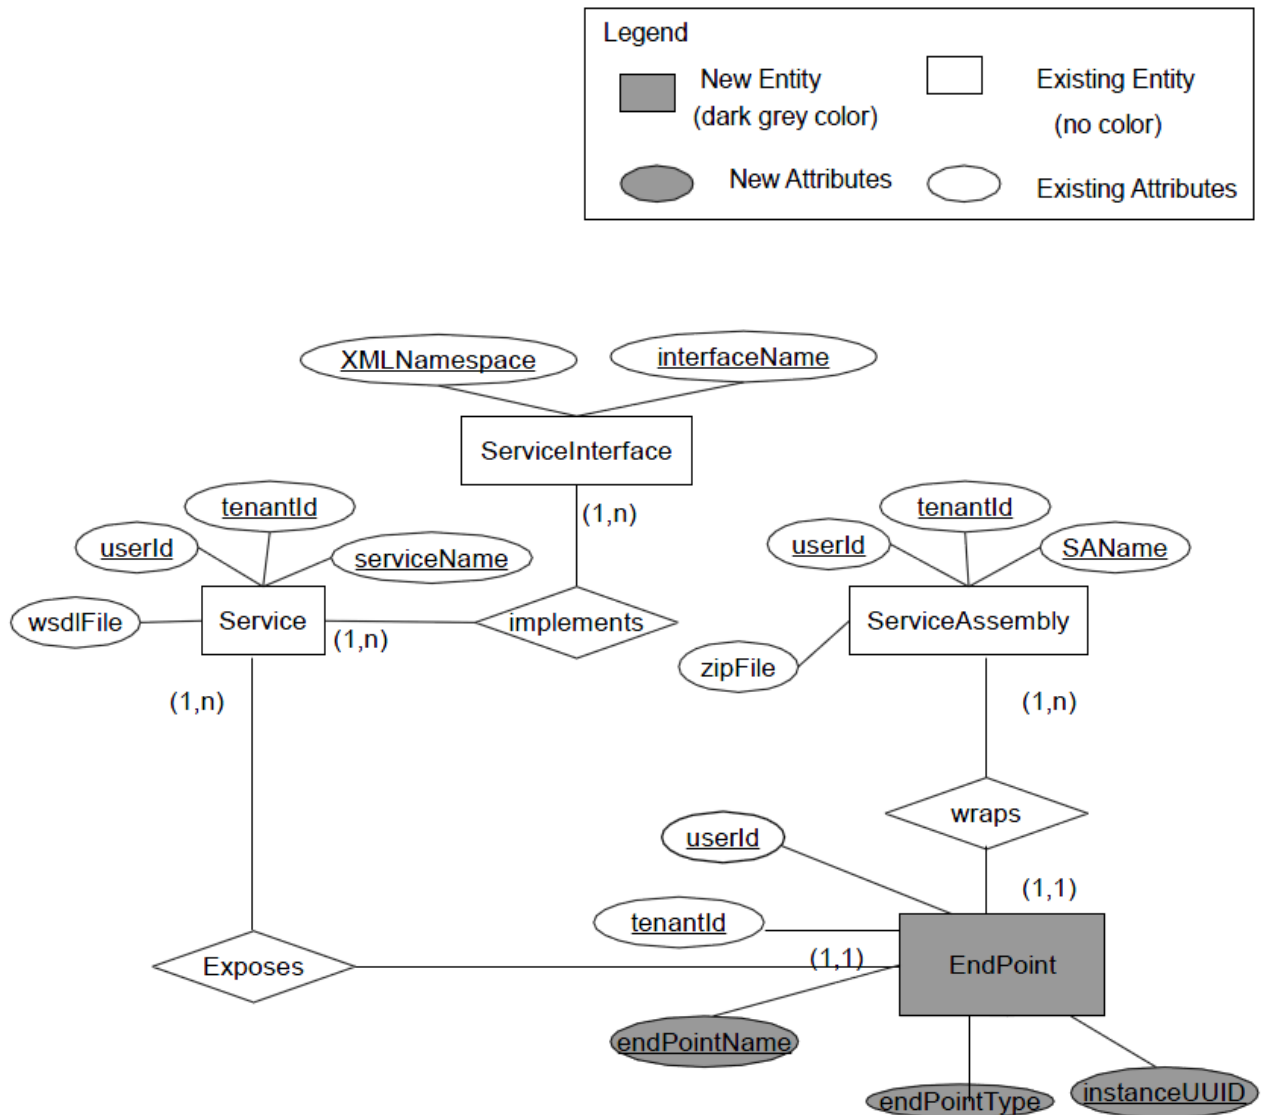 Legend
New Entity
(dark grey color)
Existing Entity
(no color)
New Attributes
Existing Attributes
XMLNamespace
interfaceName
ServiceInterface
(1,n)
tenantId
userId
serviceName
wsdlFile
Service
(1,n)
implements
tenantId
userId
SAName
ServiceAssembly
zipFile
(1,n)
(1,n)
wraps
userId
(1,1)
tenantId
(1,1)
Exposes
EndPoint
endPointName
endPointType
instanceUUID